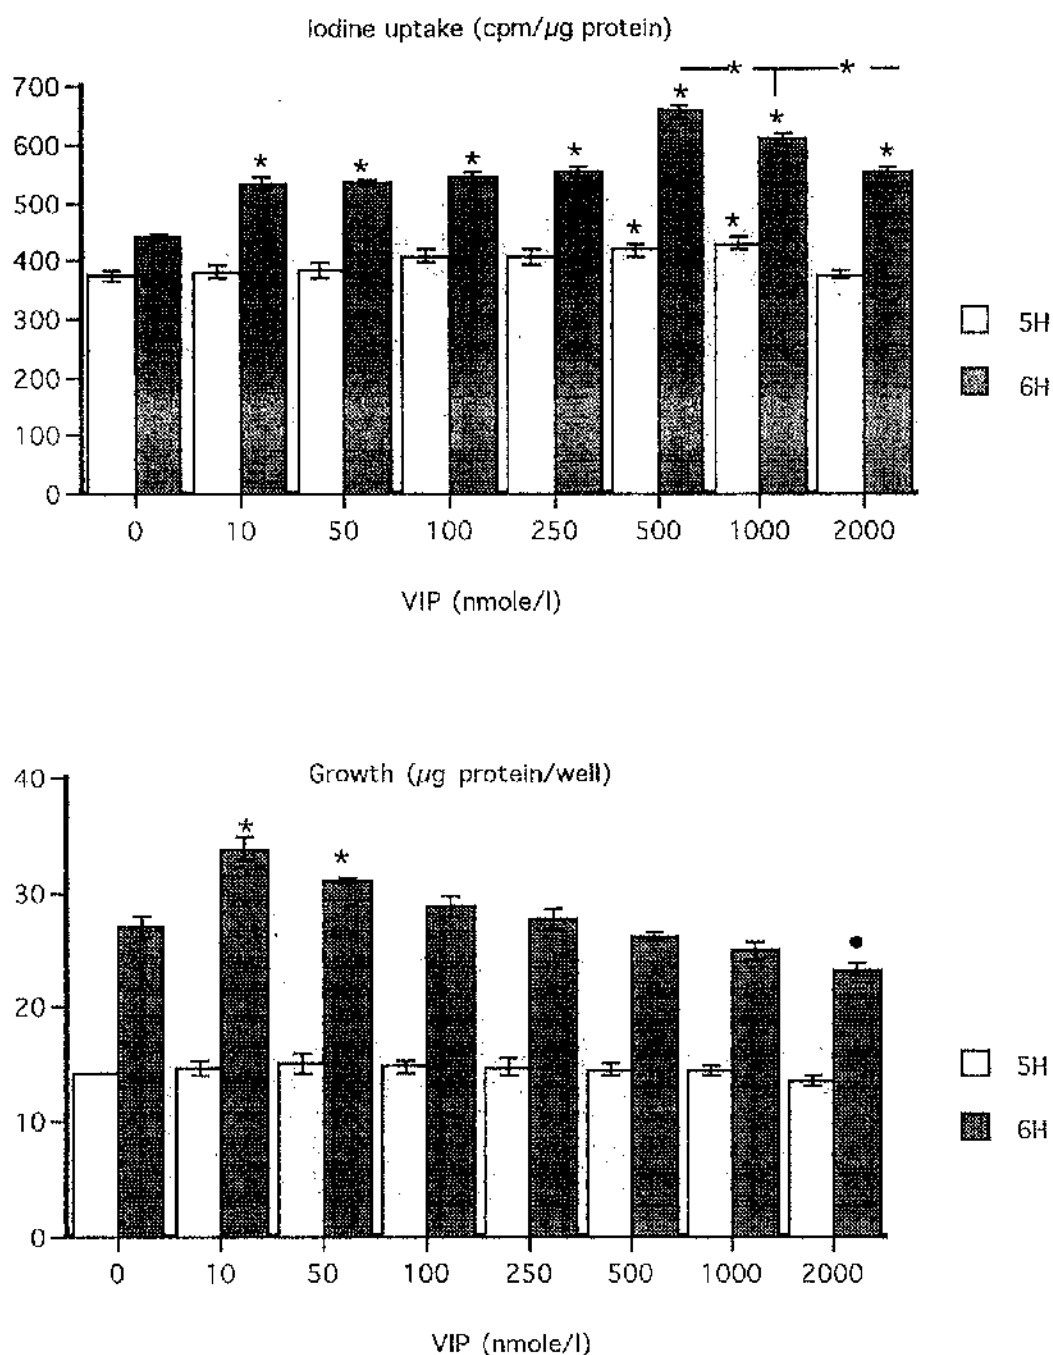 Iodine uptake (cpm/µg protein)
* *
700
*
600
*
* * * * *
500
* *
400
300
5H
200
6H
100
0
0 10 50 100 250 500 1000 2000
VIP (nmole/l)
40
Growth (µg protein/well)
*
*
30
20
5H
10
6H
0
0 10 50 100 250 500 1000 2000
VIP (nmole/l)